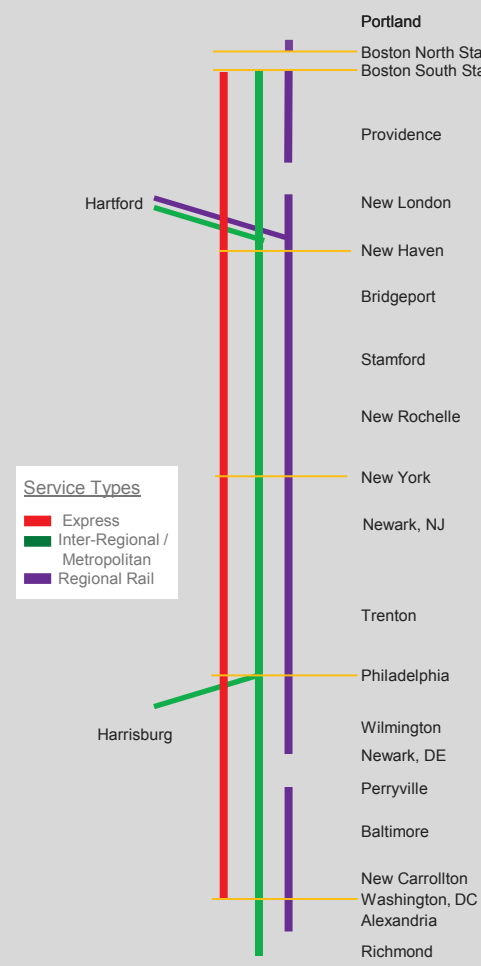 Portland
Boston North Sta
Boston South Sta
Providence
Hartford
New London
New Haven
Bridgeport
Stamford
New Rochelle
New York
Service Types
Express
Inter-Regional /
Metropolitan
Regional Rail
Newark, NJ
Trenton
Philadelphia
Harrisburg
Wilmington
Newark, DE
Perryville
Baltimore
New Carrollton
Washington, DC
Alexandria
Richmond